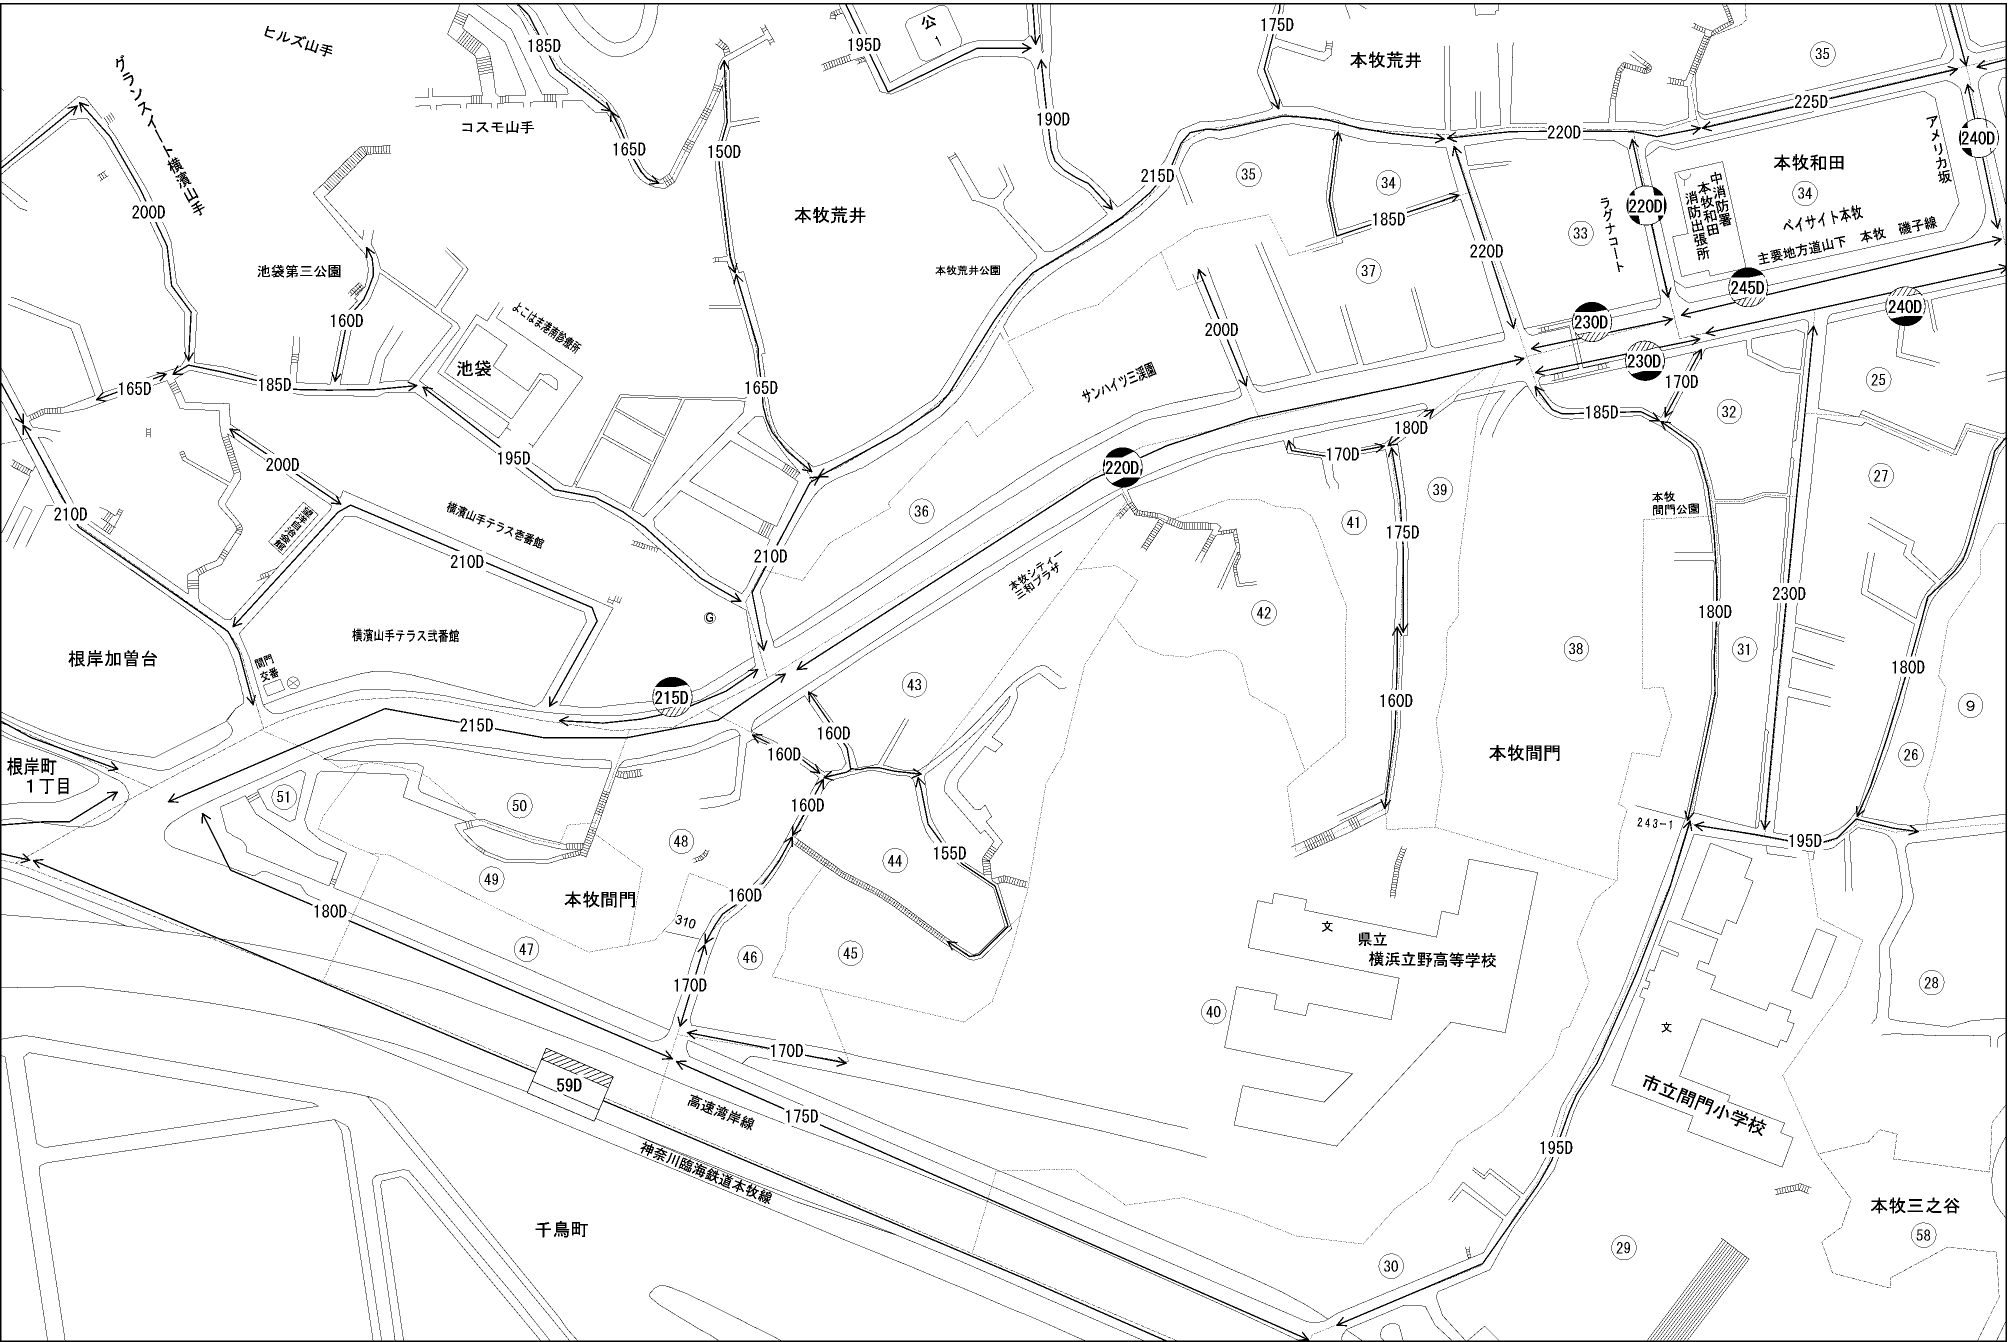 ヒルズ山手
185D
195D
公
1
175D
本牧荒井
35
グランスイート横濱山手
コスモ山手
165D
150D
190D
220D
225D
アメリカ坂
240D
200D
本牧荒井
215D
35
34
185D
220D
ラグナコート
33
220D
中消防署
本牧和田
消防出張所
本牧和田
34
ベイサイト本牧
主要地方道山下 本牧 磯子線
池袋第三公園
本牧荒井公園
37
160D
よこはま港南診療所
池袋
200D
230D
245D
240D
165D
185D
165D
サンハイツ三渓園
230D
170D
25
185D
32
195D
200D
180D
170D
220D
39
27
210D
横濱山手テラス壱番館
36
41
本牧
間門公園
175D
210D
210D
本牧シティー
三和プラザ
42
230D
180D
G
横濱山手テラス弐番館
根岸加曽台
間門
交番
38
31
180D
215D
43
160D
9
215D
160D
160D
本牧間門
26
根岸町
1丁目
51
50
160D
243-1
195D
48
44
155D
49
本牧間門
160D
180D
310
47
46
45
文
県立
横浜立野高等学校
170D
40
28
文
170D
59D
175D
高速湾岸線
市立間門小学校
神奈川臨海鉄道本牧線
195D
千鳥町
本牧三之谷
58
29
30